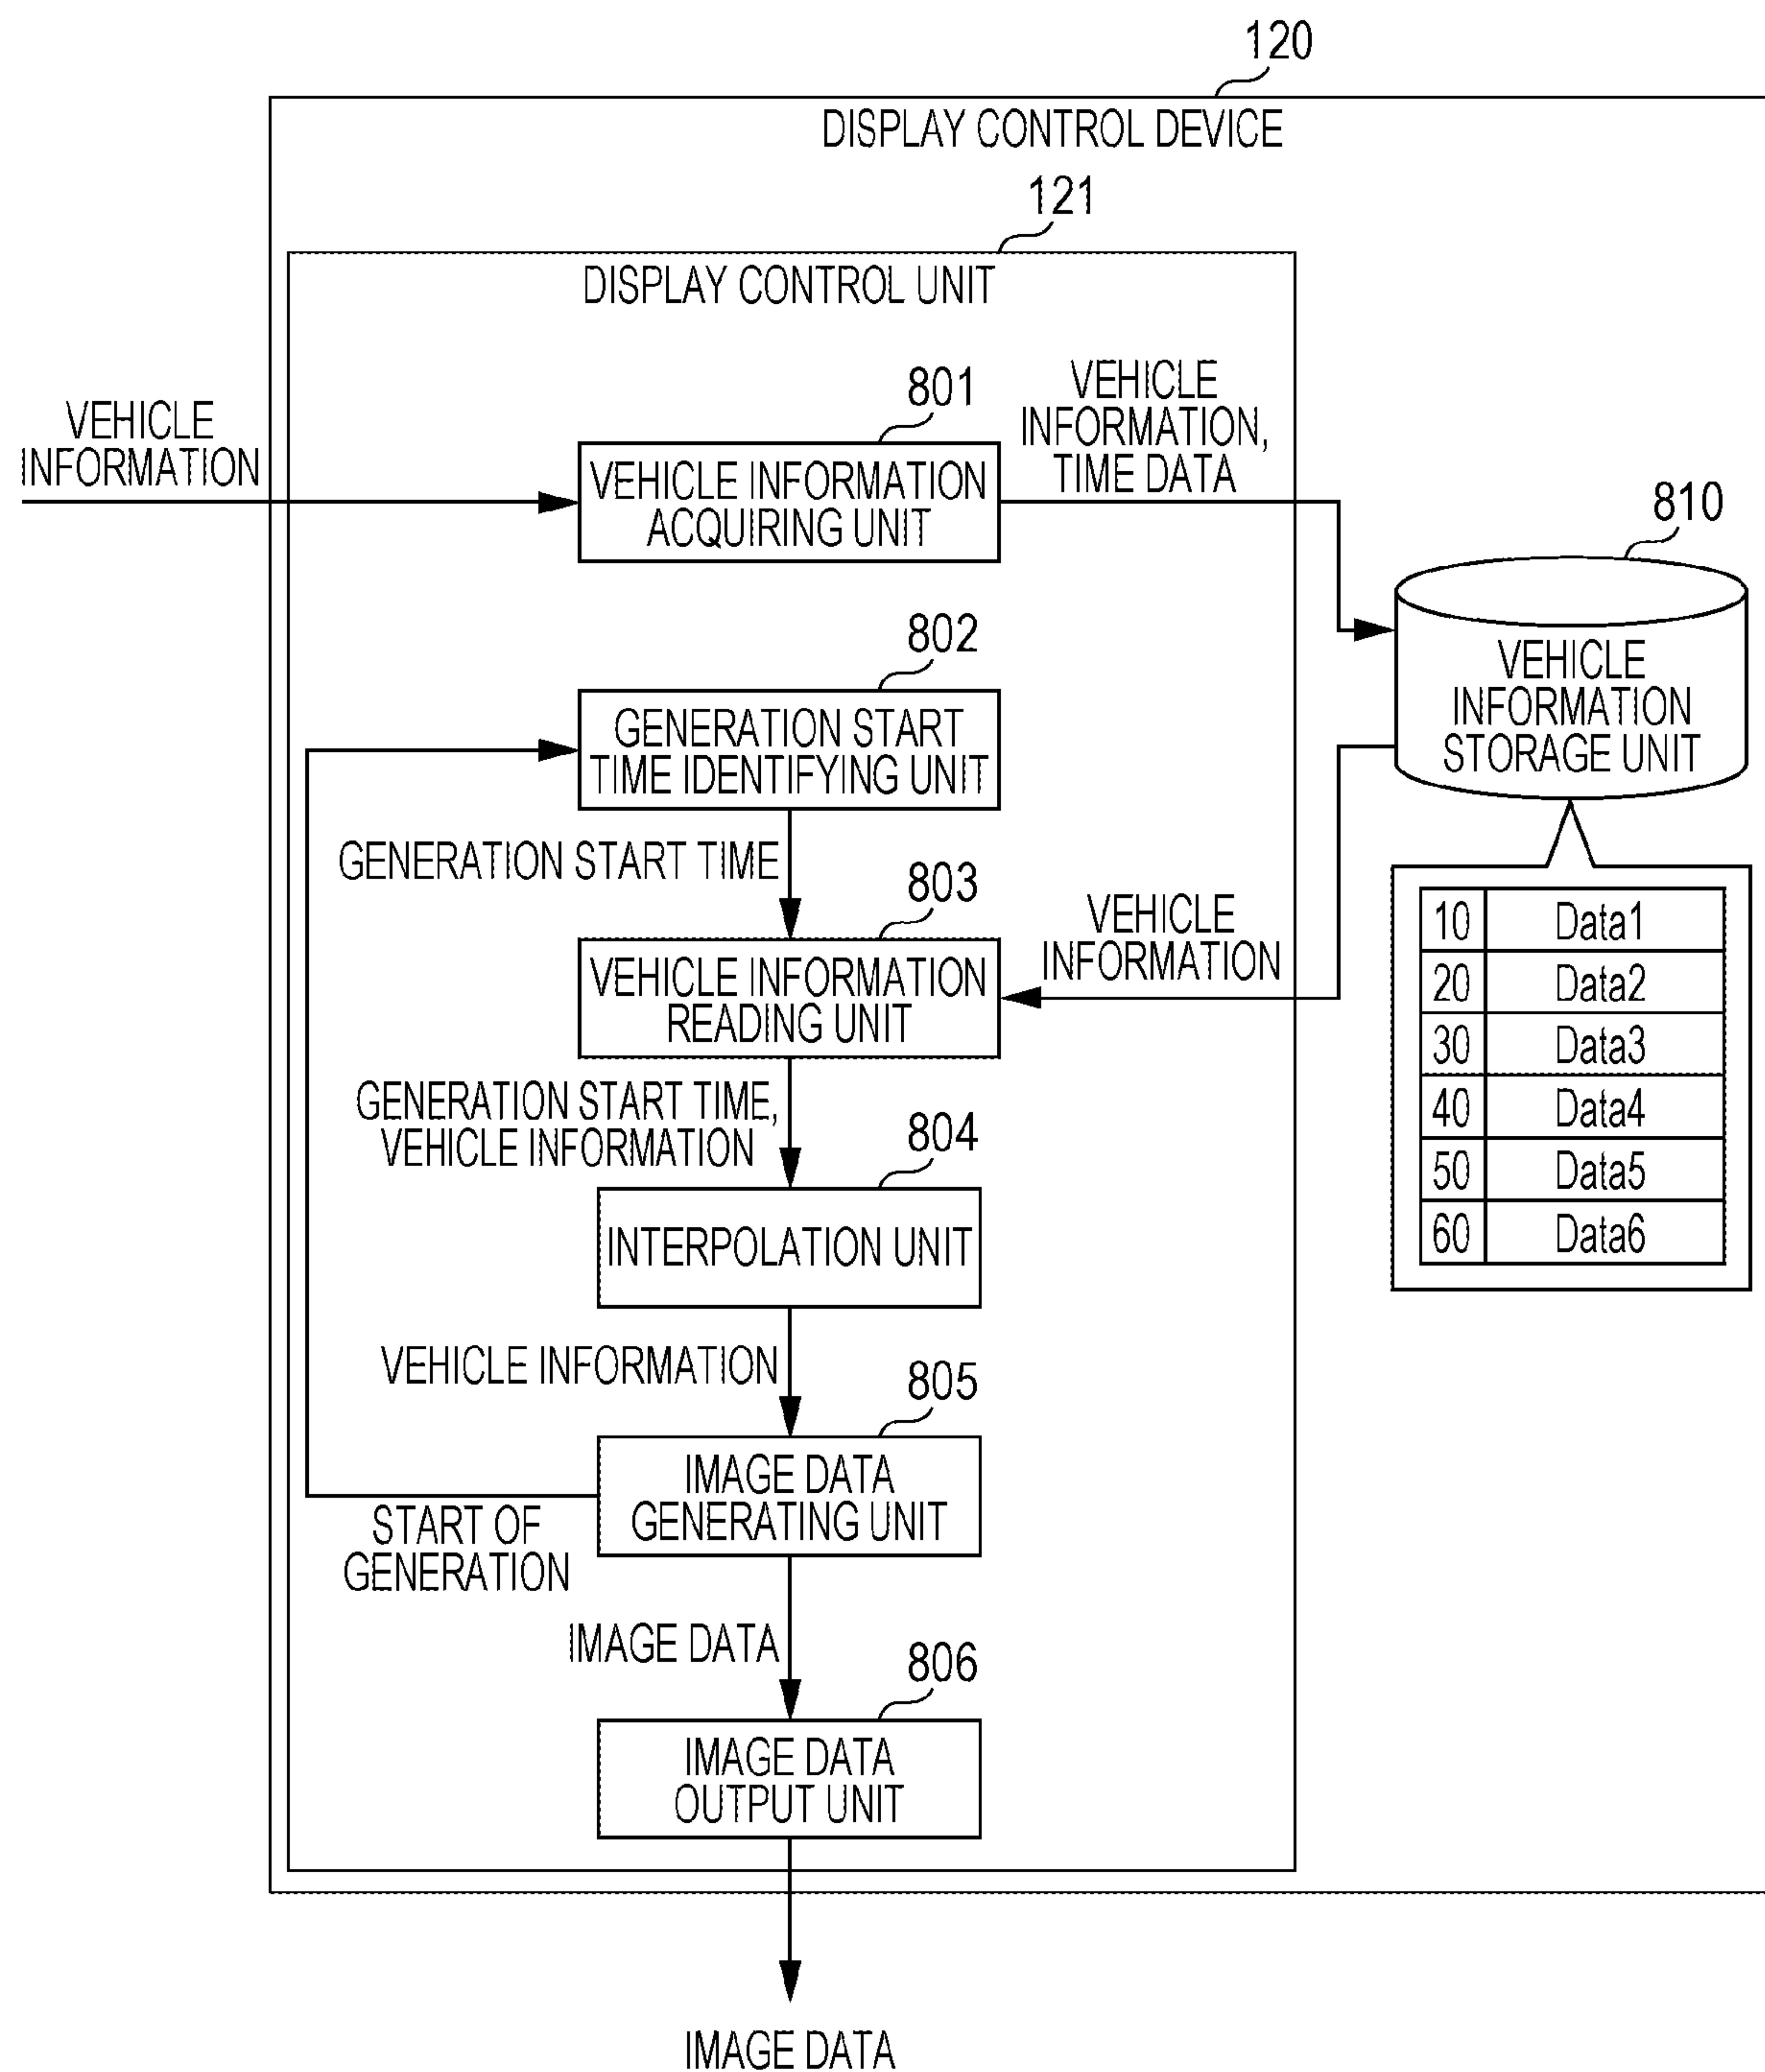 120
DISPLAY CONTROL DEVICE
121
DISPLAY CONTROL UNIT
VEHICLE
INFORMATION
801
VEHICLE INFORMATION
ACQUIRING UNIT
VEHICLE
INFORMATION,
TIME DATA
810
VEHICLE
INFORMATION
STORAGE UNIT
802
GENERATION START
TIME IDENTIFYING UNIT
GENERATION START TIME
803
VEHICLE INFORMATION
READING UNIT
VEHICLE
INFORMATION
10 Data1
20 Data2
30 Data3
40 Data4
50 Data5
60 Data6
GENERATION START TIME,
VEHICLE INFORMATION
804
INTERPOLATION UNIT
VEHICLE INFORMATION
805
IMAGE DATA
GENERATING UNIT
START OF
GENERATION
IMAGE DATA
806
IMAGE DATA
OUTPUT UNIT
IMAGE DATA